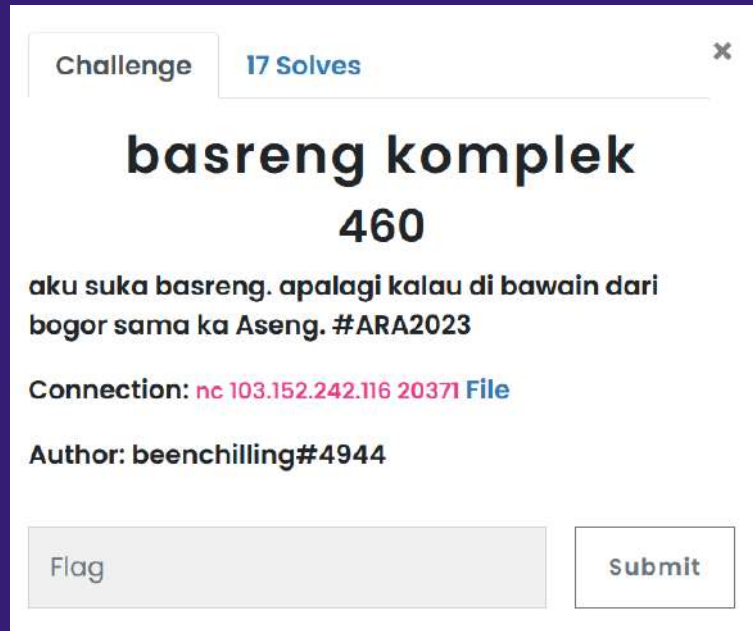 Challenge
17 Solves
×
basreng komplek
460
aku suka basreng. apalagi kalau di bawain dari
bogor sama ka Aseng. #ARA2023
Connection: nc 103.152.242.116 20371 File
Author: beenchilling#4944
Flag
Submit